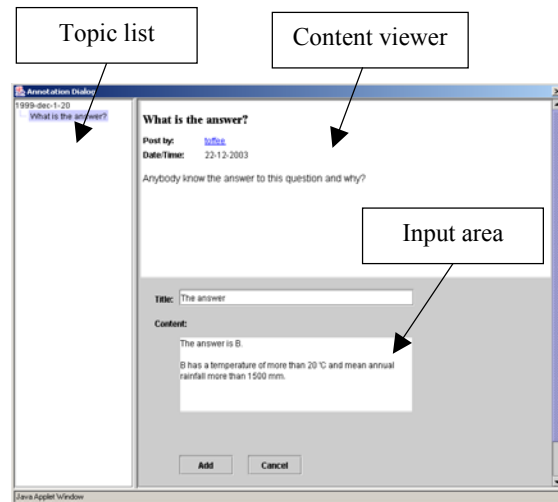 Topic list
Content viewer
Annotation Dialog
1999-dec-1-20
What is the answer?
What is the answer?
Post by: toffee
Date/Time: 22-12-2003
Anybody know the answer to this question and why?
Input area
Title: The answer
Content:
The answer is B.
B has a temperature of more than 20 °C and mean annual
rainfall more than 1500 mm.
Add Cancel
Java Applet Window